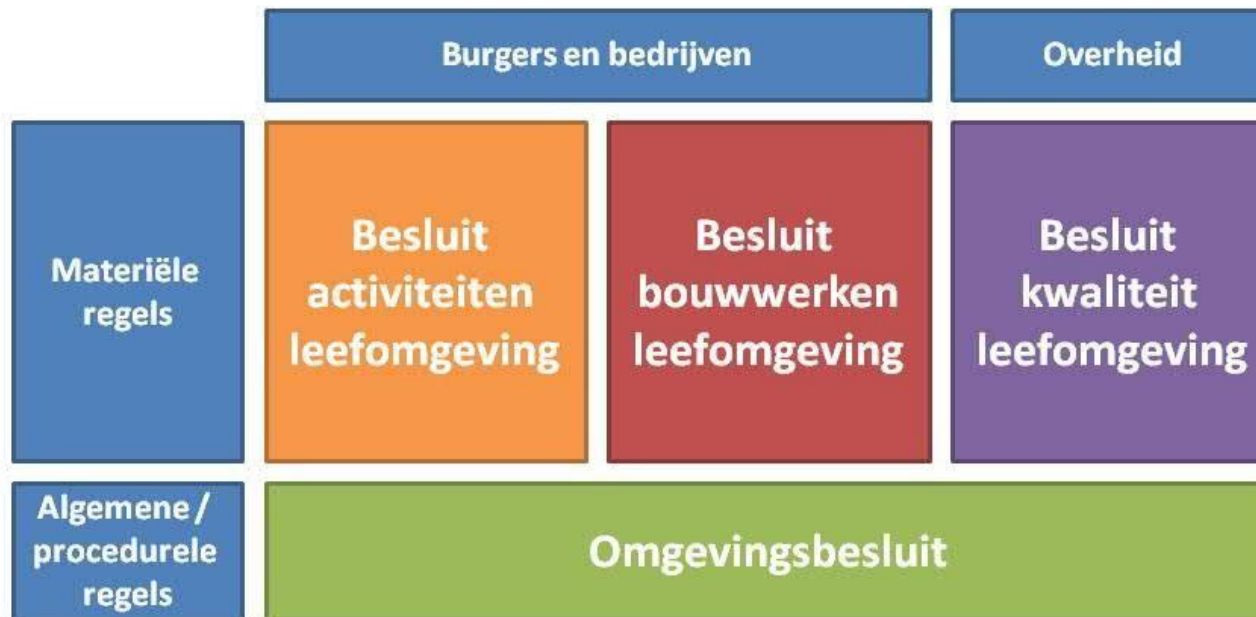 Burgers en bedrijven
Overheid
Materiële
regels
Besluit
activiteiten
leefomgeving
Besluit
bouwwerken
leefomgeving
Besluit
kwaliteit
leefomgeving
Algemene /
procedurele
regels
Omgevingsbesluit